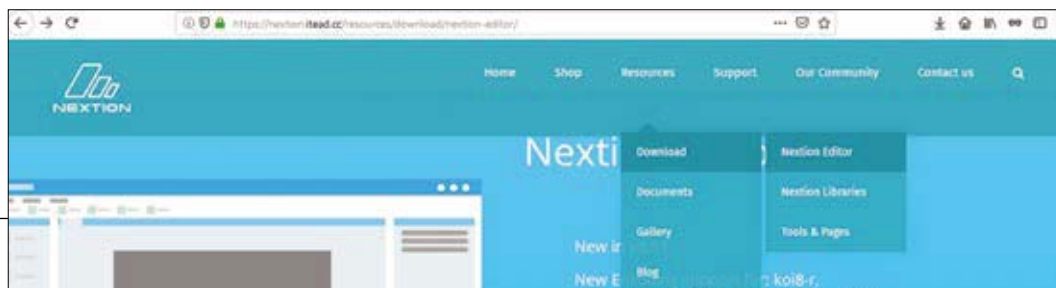 https://nextion.itead.cc/resources/download/nextion-editor/
Home Shop Resources Support Our Community Contact us
NEXTION
Nexti
Download Nextion Editor
Documents Nextion Libraries
Gallery Tools & Pages
New in
Blog
New E koi8-r,